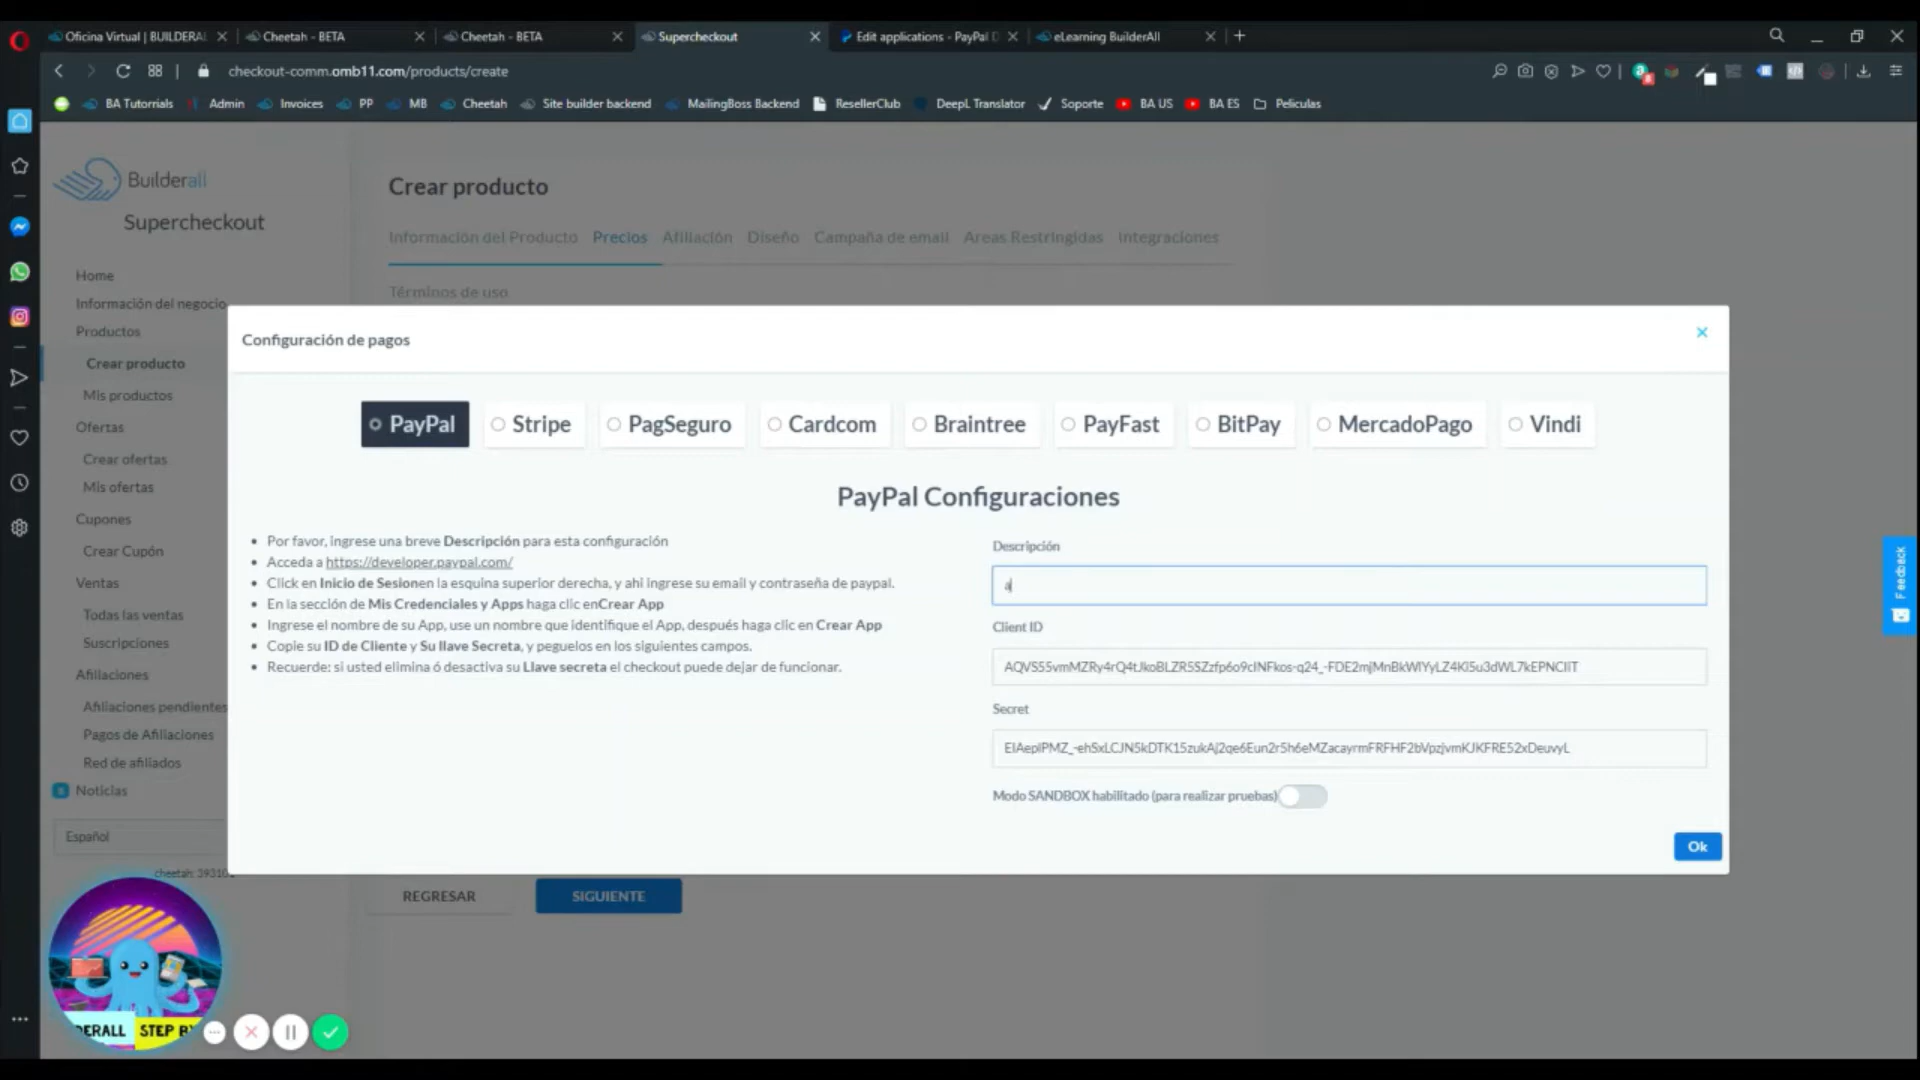 Oficina Virtual | BUILDERAL
Cheetah - BETA
Cheetah - BETA
Supercheckout
Edit applications - PayPal D
eLearning BuilderAll
checkout-comm.omb11.com/products/create
BA Tutorrials
Admin
Invoices
PP
MB
Cheetah
Site builder backend
MailingBoss Backend
ResellerClub
DeepL Translator
Soporte
BA US
BA ES
Peliculas
Builderall
Supercheckout
Home
Información del negocio
Productos
Crear producto
Mis productos
Ofertas
Crear ofertas
Mis ofertas
Cupones
Crear Cupón
Ventas
Todas las ventas
Suscripciones
Afiliaciones
Afiliaciones pendientes
Pagos de Afiliaciones
Red de afiliados
Noticias
Español
Crear producto
Información del Producto
Precios
Afiliación
Diseño
Campaña de email
Areas Restringidas
Integraciones
Términos de uso
Configuración de pagos
PayPal
Stripe
PagSeguro
Cardcom
Braintree
PayFast
BitPay
MercadoPago
Vindi
PayPal Configuraciones
Por favor, ingrese una breve Descripción para esta configuración
Acceda a https://developer.paypal.com/
Click en Inicio de Sesionen la esquina superior derecha, y ahi ingrese su email y contraseña de paypal.
En la sección de Mis Credenciales y Apps haga clic enCrear App
Ingrese el nombre de su App, use un nombre que identifique el App, después haga clic en Crear App
Copie su ID de Cliente y Su llave Secreta, y peguelos en los siguientes campos.
Recuerde: si usted elimina ó desactiva su Llave secreta el checkout puede dejar de funcionar.
Descripción
a
Client ID
Secret
Modo SANDBOX habilitado (para realizar pruebas)
Ok
REGRESAR
SIGUIENTE
Feedback
DERALL
STEP BY